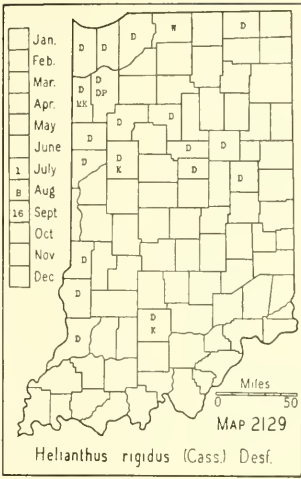 Jan.
Feb.
Mar.
Apr.
May
June
1 July
8 Aug
16 Sept
Oct
Nov
Dec
D D D W D
D D
DP
MK
D D
D D D
D K D
D
D
D
D
K
D
Miles
0 50
MAP 2129
Helianthus rigidus (Cass.) Desf.